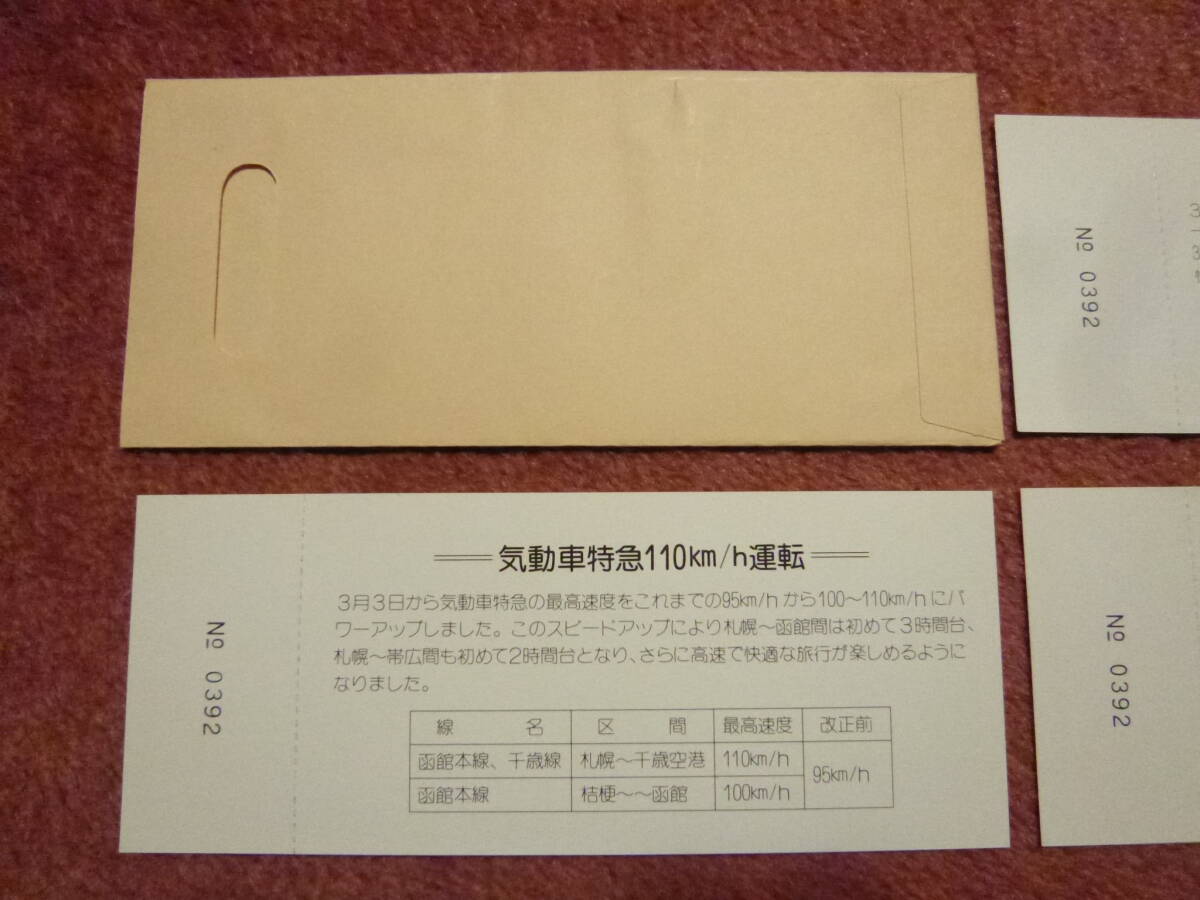 № 0392
══ 気動車特急110km/h運転 ══
3月3日から気動車特急の最高速度をこれまでの95km/hから100〜110km/hにパ
ワーアップしました。このスピードアップにより札幌〜函館間は初めて3時間台、
札幌〜帯広間も初めて2時間台となり、さらに高速で快適な旅行が楽しめるように
なりました。
線 名 区 間 最高速度 改正前
函館本線、千歳線 札幌〜千歳空港 110km/h 95km/h
函館本線 桔梗〜〜函館 100km/h
№ 0392
№ 0392